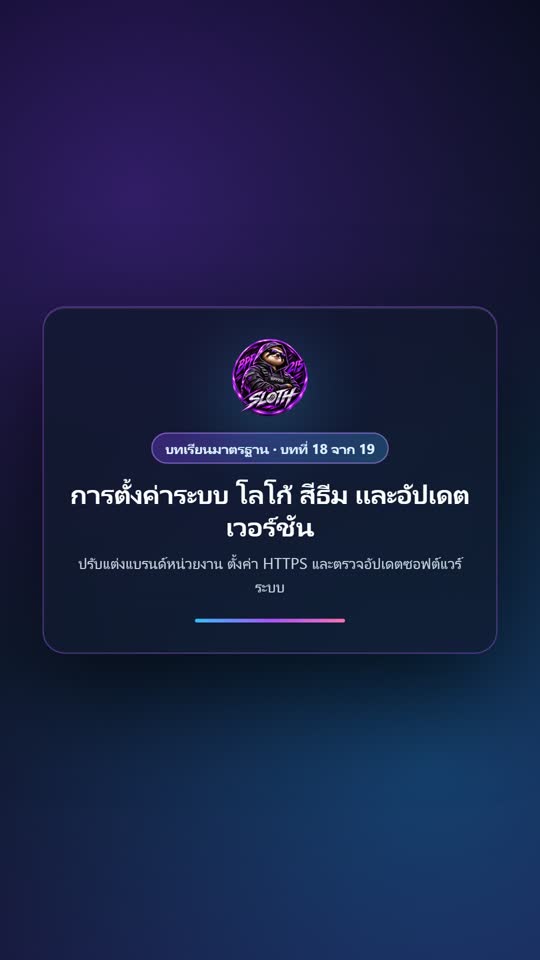 SLOTH
บทเรียนมาตรฐาน · บทที่ 18 จาก 19
การตั้งค่าระบบ โลโก้ สีธีม และอัปเดต
เวอร์ชัน
ปรับแต่งแบรนด์หน่วยงาน ตั้งค่า HTTPS และตรวจอัปเดตซอฟต์แวร์
ระบบ